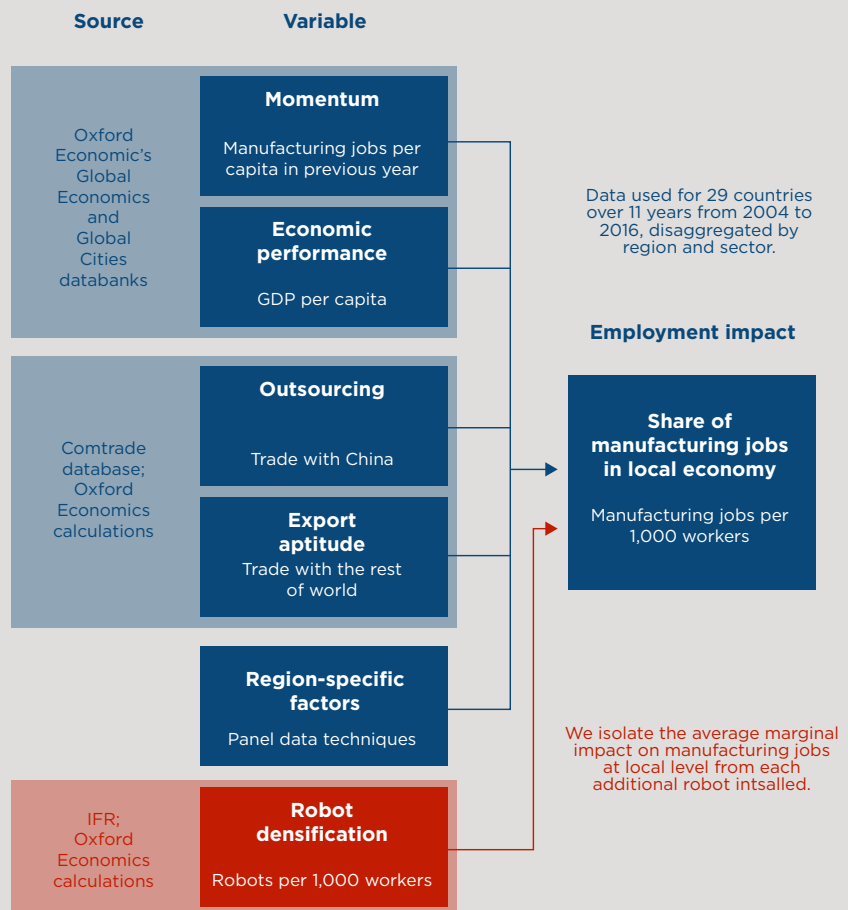 Source
Variable
Oxford
Economic’s
Global
Economics
and
Global
Cities
databanks
Momentum
Manufacturing jobs per
capita in previous year
Economic
performance
GDP per capita
Comtrade
database;
Oxford
Economics
calculations
Outsourcing
Trade with China
Export
aptitude
Trade with the rest
of world
Region-specific
factors
Panel data techniques
IFR;
Oxford
Economics
calculations
Robot
densification
Robots per 1,000 workers
Data used for 29 countries
over 11 years from 2004 to
2016, disaggregated by
region and sector.
Employment impact
Share of
manufacturing jobs
in local economy
Manufacturing jobs per
1,000 workers
We isolate the average marginal
impact on manufacturing jobs
at local level from each
additional robot intsalled.